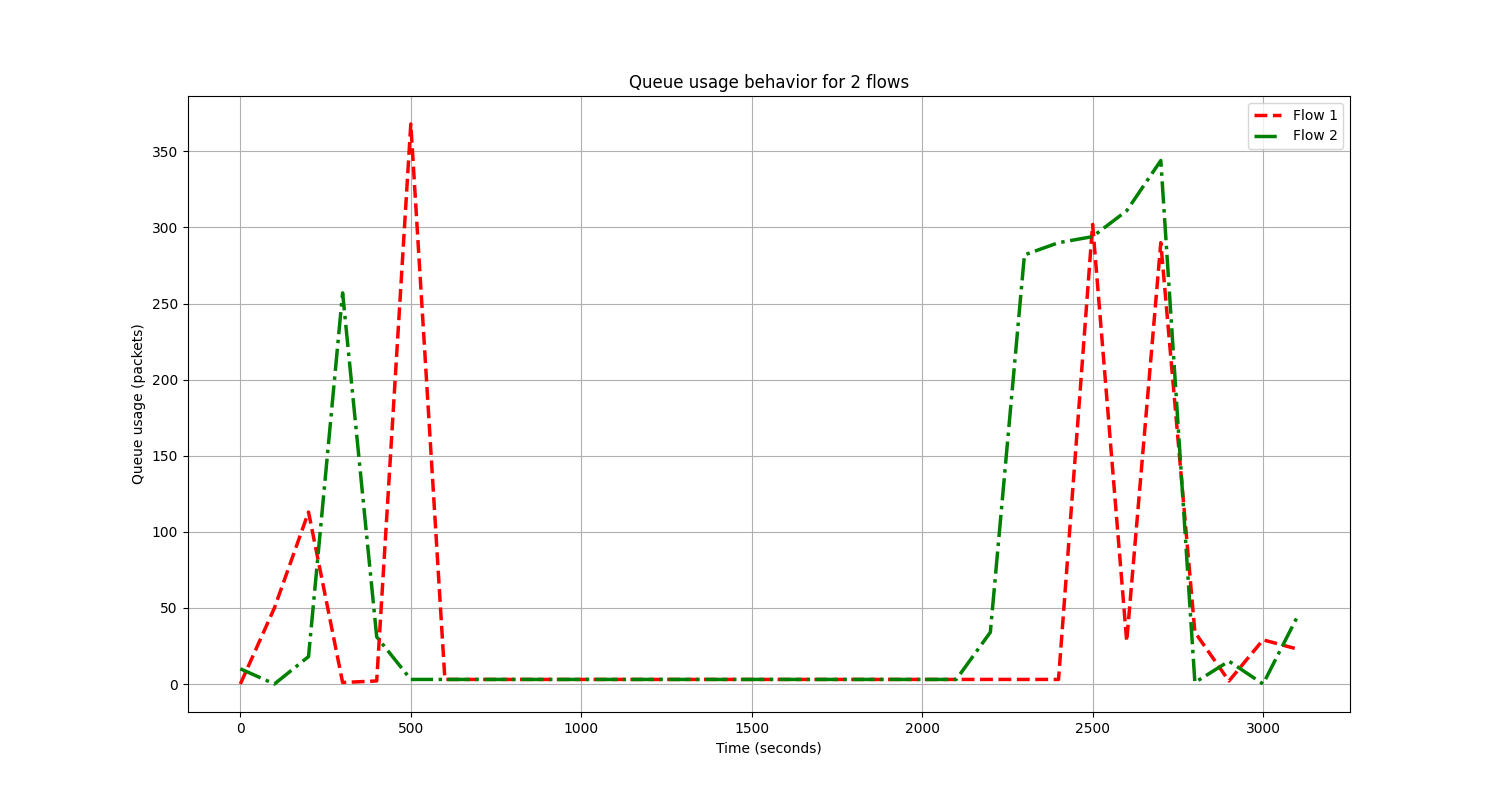 Queue usage behavior for 2 flows
Flow 1
Flow 2
Queue usage (packets)
350
300
250
200
150
100
50
0
0 500 1000 1500 2000 2500 3000
Time (seconds)